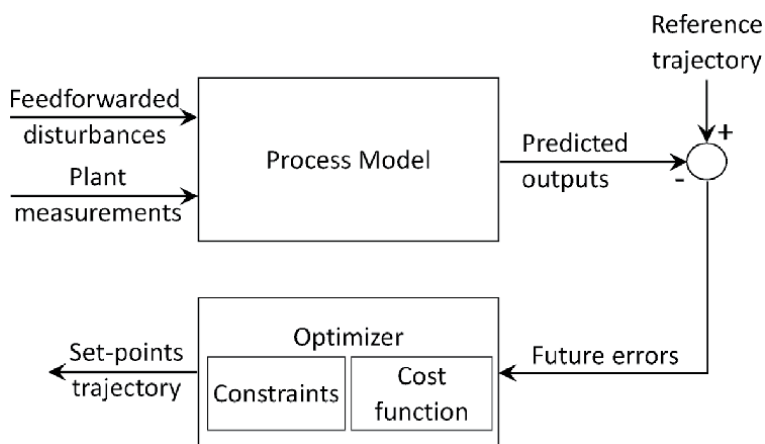 Reference
trajectory
Feedforwarded
disturbances
Plant
measurements
Process Model
Predicted
outputs
+
-
Optimizer
Constraints
Cost
function
Set-points
trajectory
Future errors